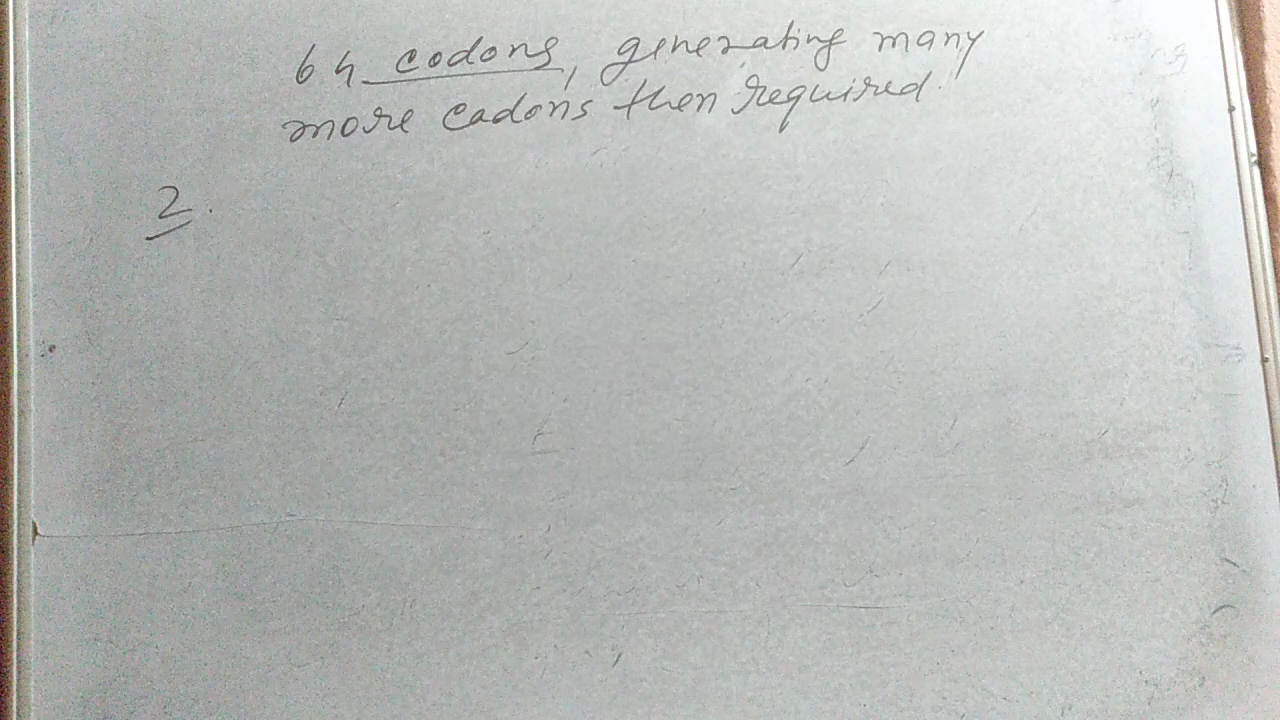 64 codons, generating many
more cadons then required.
2.